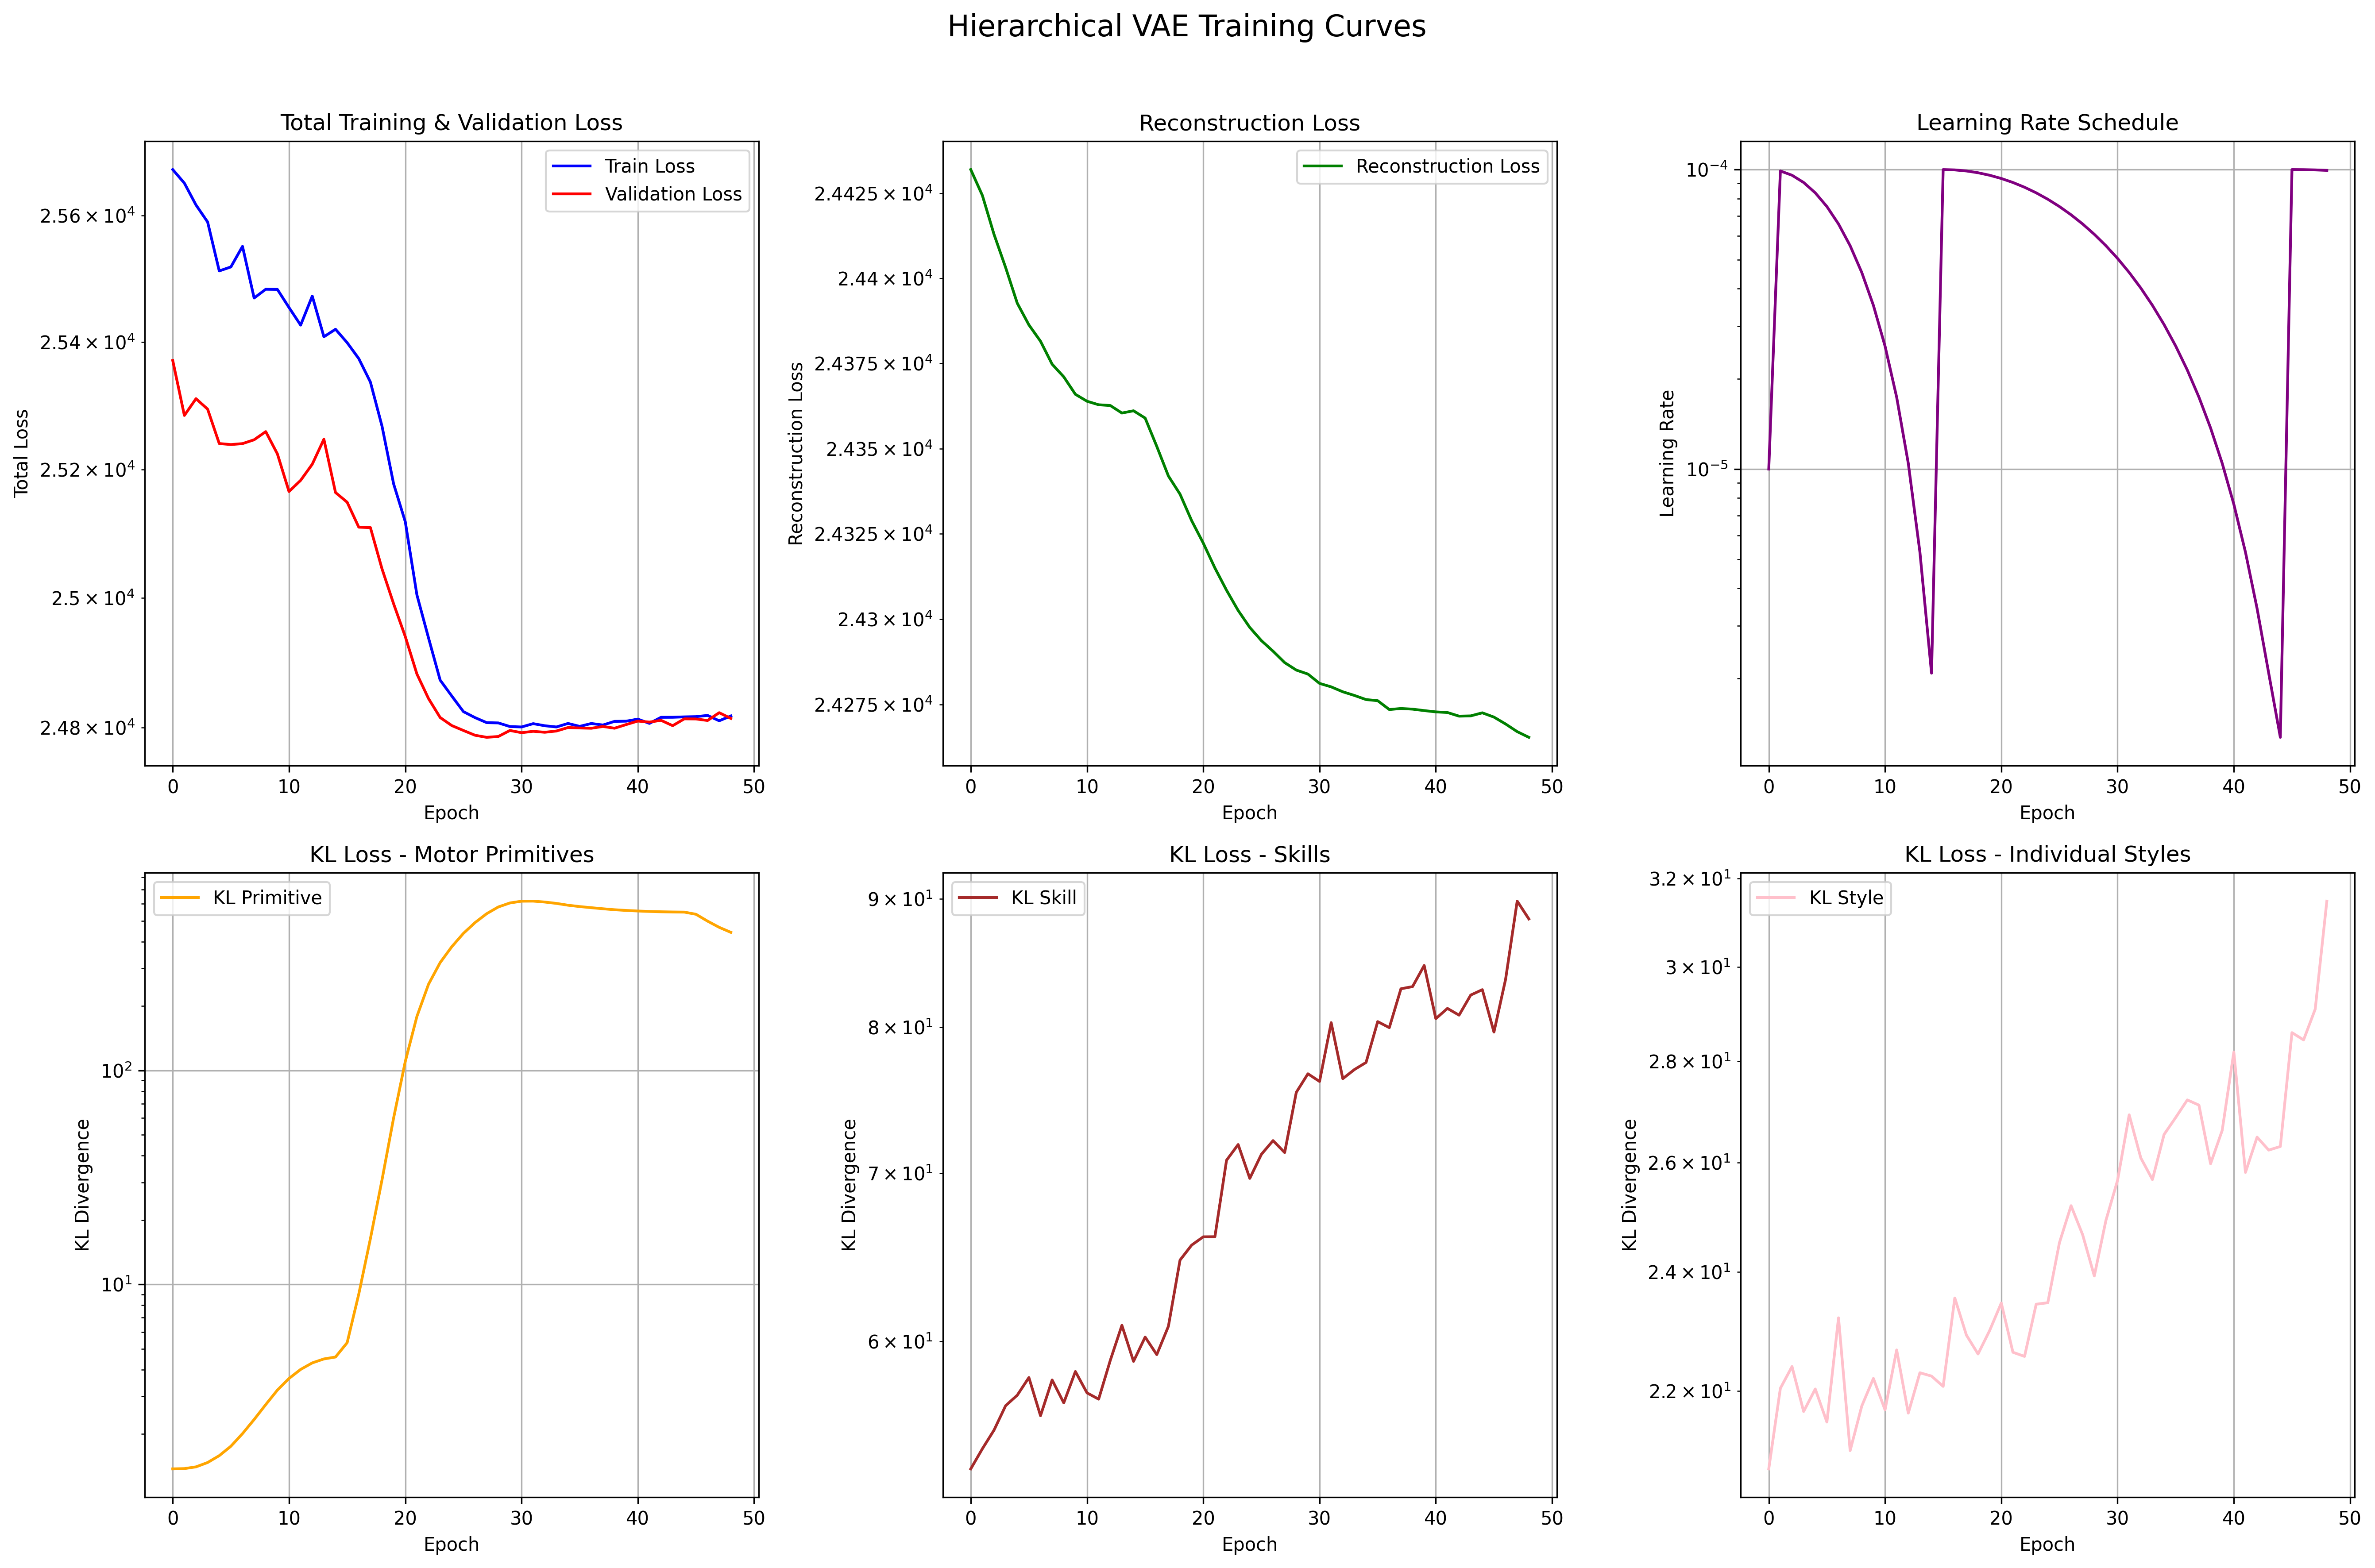 Hierarchical VAE Training Curves
Total Training & Validation Loss
Train Loss
Validation Loss
2.56 × 10⁴
2.54 × 10⁴
2.52 × 10⁴
2.5 × 10⁴
2.48 × 10⁴
Total Loss
0 10 20 30 40 50
Epoch
Reconstruction Loss
Reconstruction Loss
2.4425 × 10⁴
2.44 × 10⁴
2.4375 × 10⁴
2.435 × 10⁴
2.4325 × 10⁴
2.43 × 10⁴
2.4275 × 10⁴
Reconstruction Loss
0 10 20 30 40 50
Epoch
Learning Rate Schedule
10⁻⁴
10⁻⁵
Learning Rate
0 10 20 30 40 50
Epoch
KL Loss - Motor Primitives
KL Primitive
10²
10¹
KL Divergence
0 10 20 30 40 50
Epoch
KL Loss - Skills
KL Skill
9 × 10¹
8 × 10¹
7 × 10¹
6 × 10¹
KL Divergence
0 10 20 30 40 50
Epoch
KL Loss - Individual Styles
KL Style
3.2 × 10¹
3 × 10¹
2.8 × 10¹
2.6 × 10¹
2.4 × 10¹
2.2 × 10¹
KL Divergence
0 10 20 30 40 50
Epoch